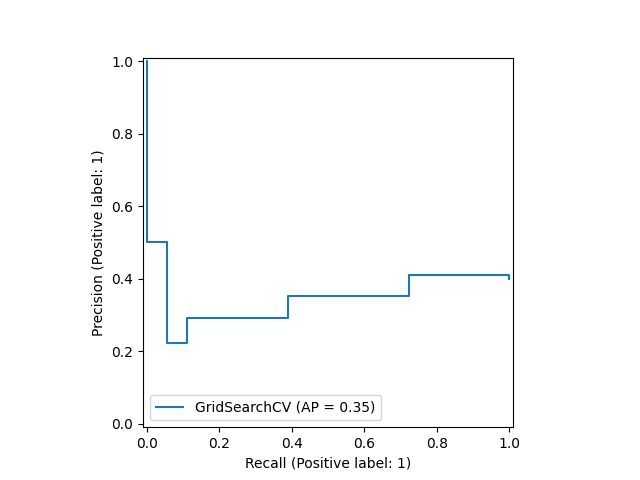 1.0
0.8
0.6
0.4
0.2
0.0
Precision (Positive label: 1)
GridSearchCV (AP = 0.35)
0.0 0.2 0.4 0.6 0.8 1.0
Recall (Positive label: 1)